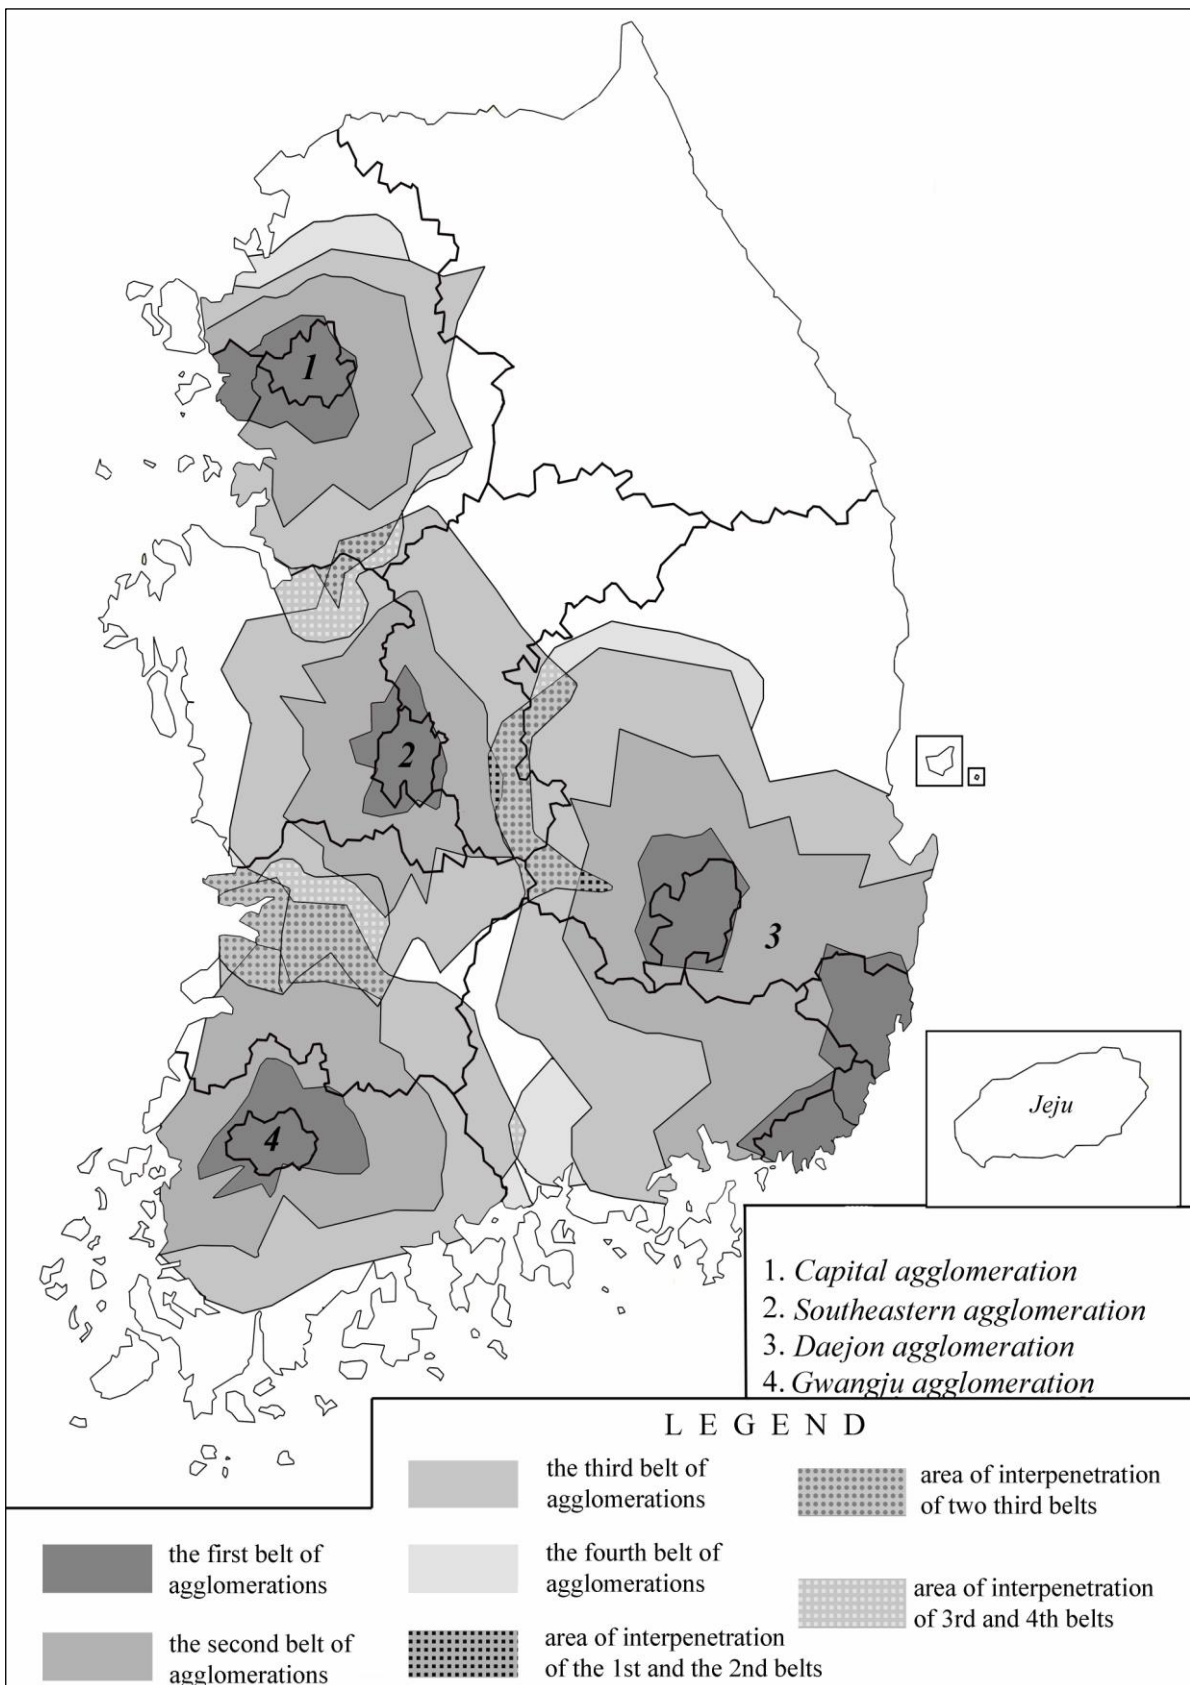 1
2
3
4
Jeju
1. Capital agglomeration
2. Southeastern agglomeration
3. Daejon agglomeration
4. Gwangju agglomeration
LEGEND
the first belt of
agglomerations
the second belt of
agglomerations
the third belt of
agglomerations
the fourth belt of
agglomerations
area of interpenetration
of the 1st and the 2nd belts
area of interpenetration
of two third belts
area of interpenetration
of 3rd and 4th belts